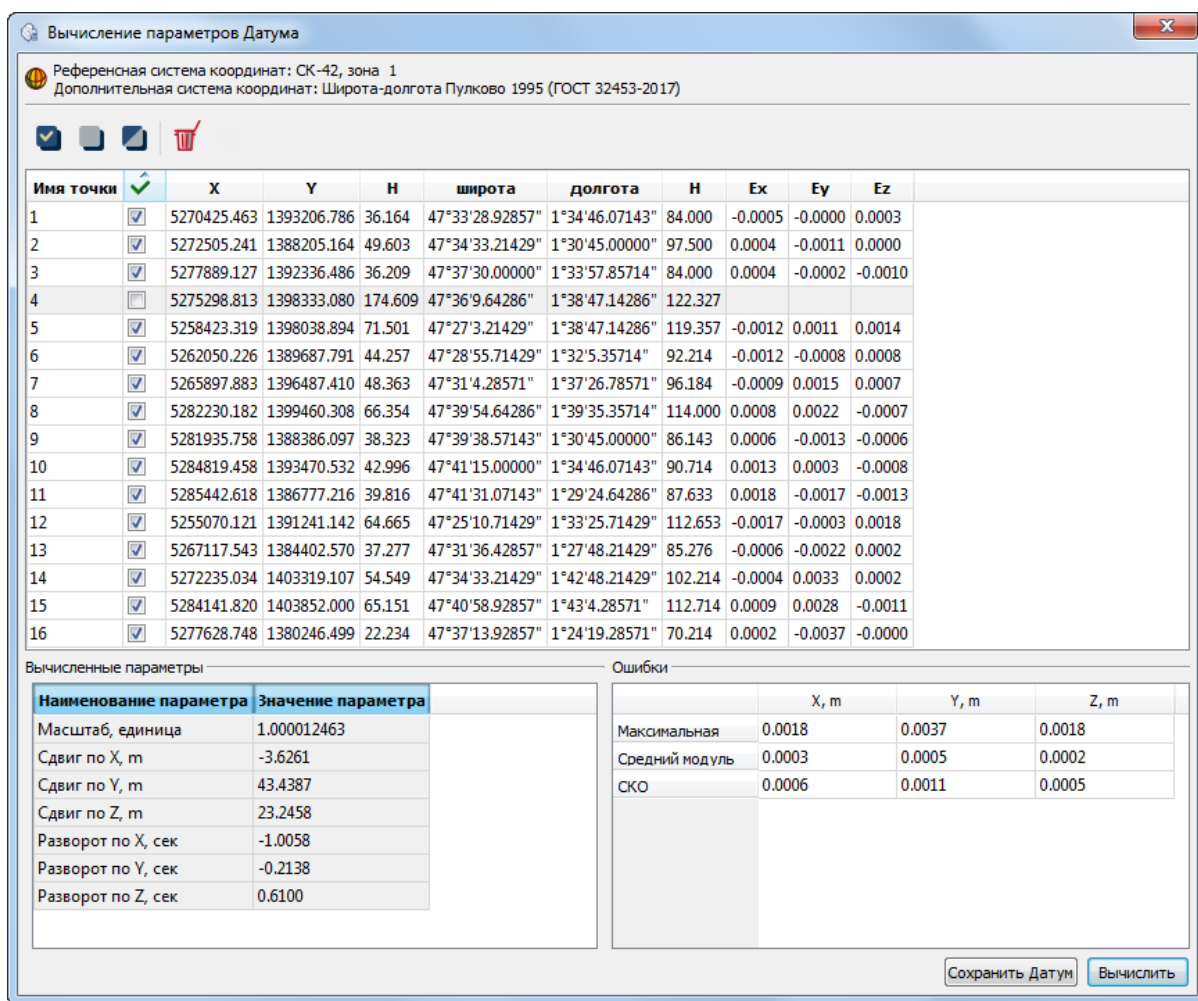 Вычисление параметров Датума
Референсная система координат: СК-42, зона 1
Дополнительная система координат: Широта-долгота Пулково 1995 (ГОСТ 32453-2017)
Имя точки X Y H широта долгота H Ex Ey Ez
1 5270425.463 1393206.786 36.164 47°33'28.92857" 1°34'46.07143" 84.000 -0.0005 -0.0000 0.0003
2 5272505.241 1388205.164 49.603 47°34'33.21429" 1°30'45.00000" 97.500 0.0004 -0.0011 0.0000
3 5277889.127 1392336.486 36.209 47°37'30.00000" 1°33'57.85714" 84.000 0.0004 -0.0002 -0.0010
4 5275298.813 1398333.080 174.609 47°36'9.64286" 1°38'47.14286" 122.327
5 5258423.319 1398038.894 71.501 47°27'3.21429" 1°38'47.14286" 119.357 -0.0012 0.0011 0.0014
6 5262050.226 1389687.791 44.257 47°28'55.71429" 1°32'5.35714" 92.214 -0.0012 -0.0008 0.0008
7 5265897.883 1396487.410 48.363 47°31'4.28571" 1°37'26.78571" 96.184 -0.0009 0.0015 0.0007
8 5282230.182 1399460.308 66.354 47°39'54.64286" 1°39'35.35714" 114.000 0.0008 0.0022 -0.0007
9 5281935.758 1388386.097 38.323 47°39'38.57143" 1°30'45.00000" 86.143 0.0006 -0.0013 -0.0006
10 5284819.458 1393470.532 42.996 47°41'15.00000" 1°34'46.07143" 90.714 0.0013 0.0003 -0.0008
11 5285442.618 1386777.216 39.816 47°41'31.07143" 1°29'24.64286" 87.633 0.0018 -0.0017 -0.0013
12 5255070.121 1391241.142 64.665 47°25'10.71429" 1°33'25.71429" 112.653 -0.0017 -0.0003 0.0018
13 5267117.543 1384402.570 37.277 47°31'36.42857" 1°27'48.21429" 85.276 -0.0006 -0.0022 0.0002
14 5272235.034 1403319.107 54.549 47°34'33.21429" 1°42'48.21429" 102.214 -0.0004 0.0033 0.0002
15 5284141.820 1403852.000 65.151 47°40'58.92857" 1°43'4.28571" 112.714 0.0009 0.0028 -0.0011
16 5277628.748 1380246.499 22.234 47°37'13.92857" 1°24'19.28571" 70.214 0.0002 -0.0037 -0.0000
Вычисленные параметры
Наименование параметра Значение параметра
Масштаб, единица 1.000012463
Сдвиг по X, m -3.6261
Сдвиг по Y, m 43.4387
Сдвиг по Z, m 23.2458
Разворот по X, сек -1.0058
Разворот по Y, сек -0.2138
Разворот по Z, сек 0.6100
Ошибки
X, m Y, m Z, m
Максимальная 0.0018 0.0037 0.0018
Средний модуль 0.0003 0.0005 0.0002
СКО 0.0006 0.0011 0.0005
Сохранить Датум Вычислить